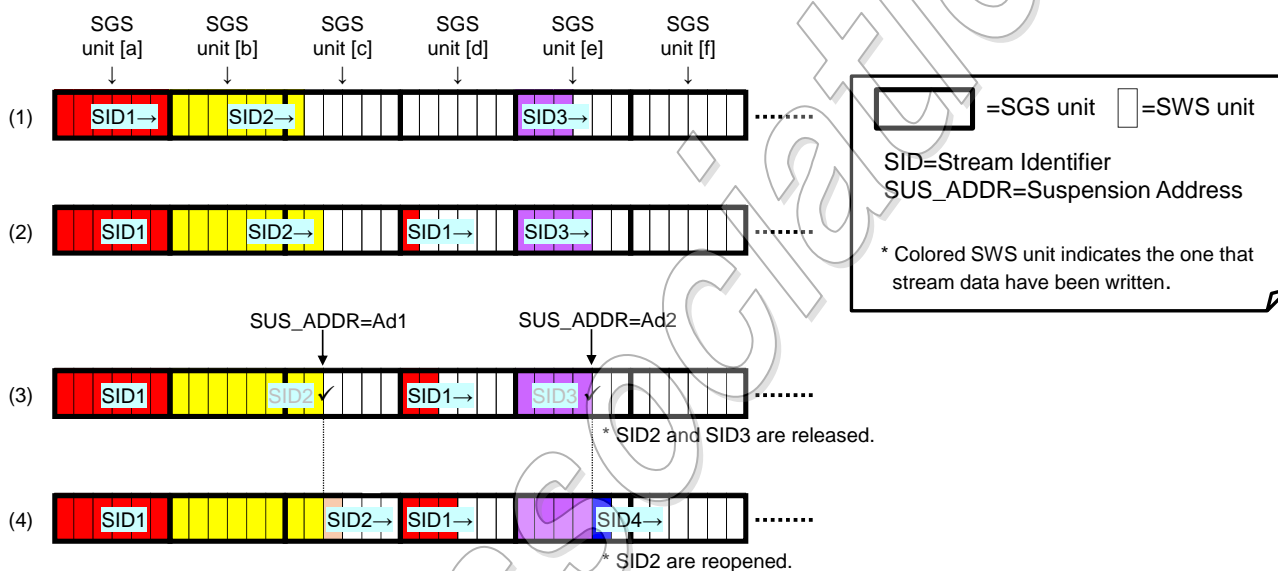 SGS unit [a] SGS unit [b] SGS unit [c] SGS unit [d] SGS unit [e] SGS unit [f]
↓ ↓ ↓ ↓ ↓ ↓
(1) SID1→ SID2→ SID3→ ........
(2) SID1 SID2→ SID1→ SID3→ ........
SUS_ADDR=Ad1 SUS_ADDR=Ad2
(3) SID1 SID2 ✓ SID1→ SID3 ✓ ........
* SID2 and SID3 are released.
(4) SID1 SID2→ SID1→ SID4→ ........
* SID2 are reopened.
=SGS unit =SWS unit
SID=Stream Identifier
SUS_ADDR=Suspension Address
* Colored SWS unit indicates the one that
stream data have been written.